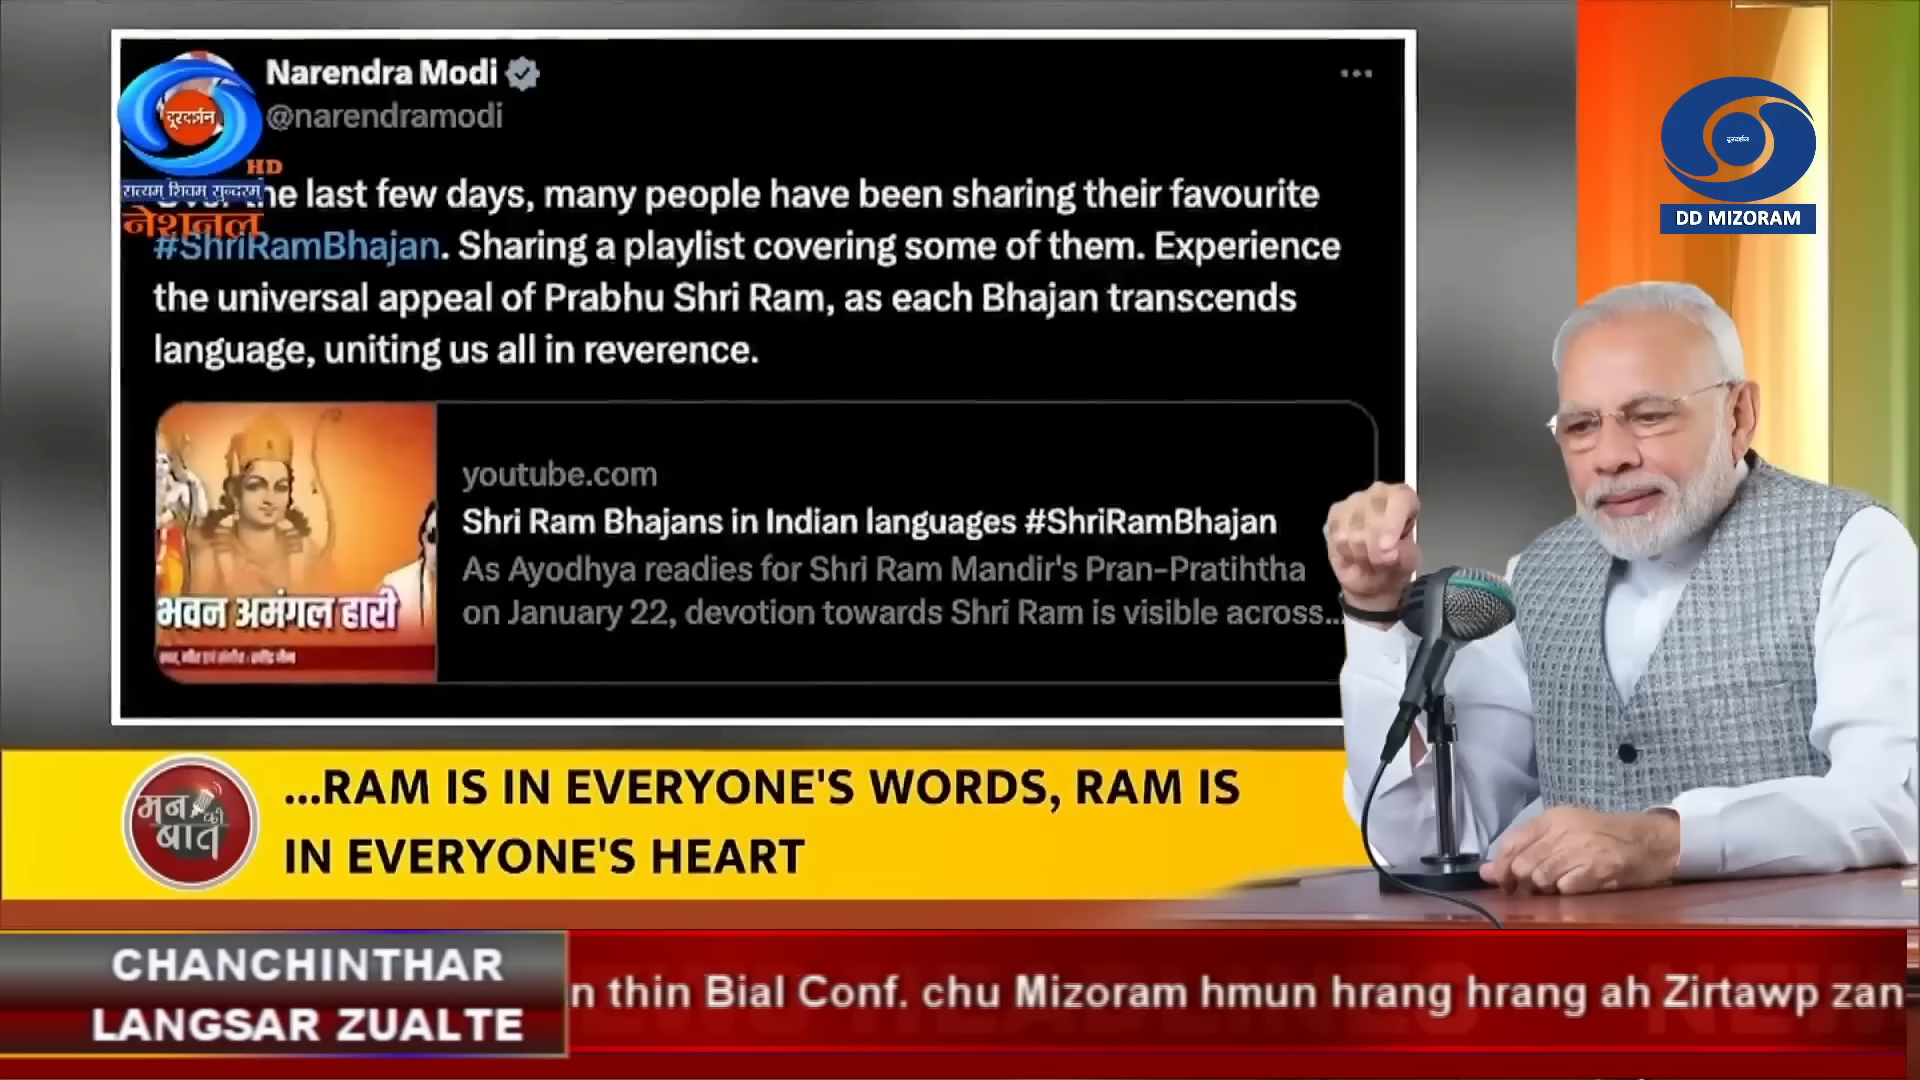 Narendra Modi
@narendramodi
दूरदर्शन
HD
सत्यम् शिवम् सुन्दरम्
नेशनल
the last few days, many people have been sharing their favourite
#ShriRamBhajan. Sharing a playlist covering some of them. Experience
the universal appeal of Prabhu Shri Ram, as each Bhajan transcends
language, uniting us all in reverence.
youtube.com
Shri Ram Bhajans in Indian languages #ShriRamBhajan
As Ayodhya readies for Shri Ram Mandir's Pran-Pratihtha
on January 22, devotion towards Shri Ram is visible across...
भवन अमंगल हारी
दूरदर्शन
DD MIZORAM
मन
की
बात
...RAM IS IN EVERYONE'S WORDS, RAM IS
IN EVERYONE'S HEART
CHANCHINTHAR
LANGSAR ZUALTE
n thin Bial Conf. chu Mizoram hmun hrang hrang ah Zirtawp zan